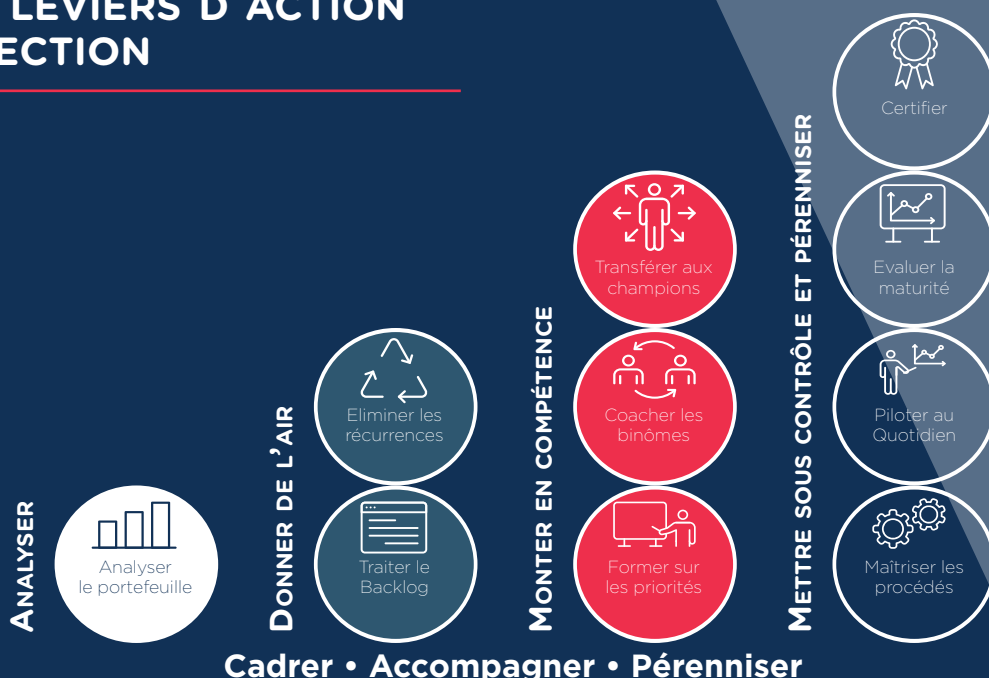 LEVIERS D'ACTION
ECTION
ANALYSER
Analyser
le portefeuille
DONNER DE L'AIR
Eliminer les
récurrences
Traiter le
Backlog
MONTER EN COMPÉTENCE
Transférer aux
champions
Coacher les
binômes
Former sur
les priorités
METTRE SOUS CONTRÔLE ET PÉRENNISER
Certifier
Evaluer la
maturité
Piloter au
Quotidien
Maîtriser les
procédés
Cadrer • Accompagner • Pérenniser